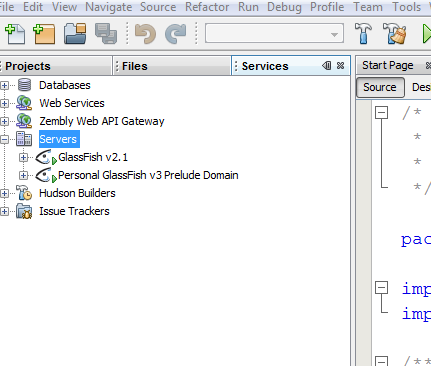 File Edit View Navigate Source Refactor Run Debug Profile Team Tools
Projects Files Services Start Page
Databases Source
Web Services /*
Zembly Web API Gateway *
Servers *
GlassFish v2.1 */
Personal GlassFish v3 Prelude Domain
Hudson Builders pac
Issue Trackers
imp
imp
/**